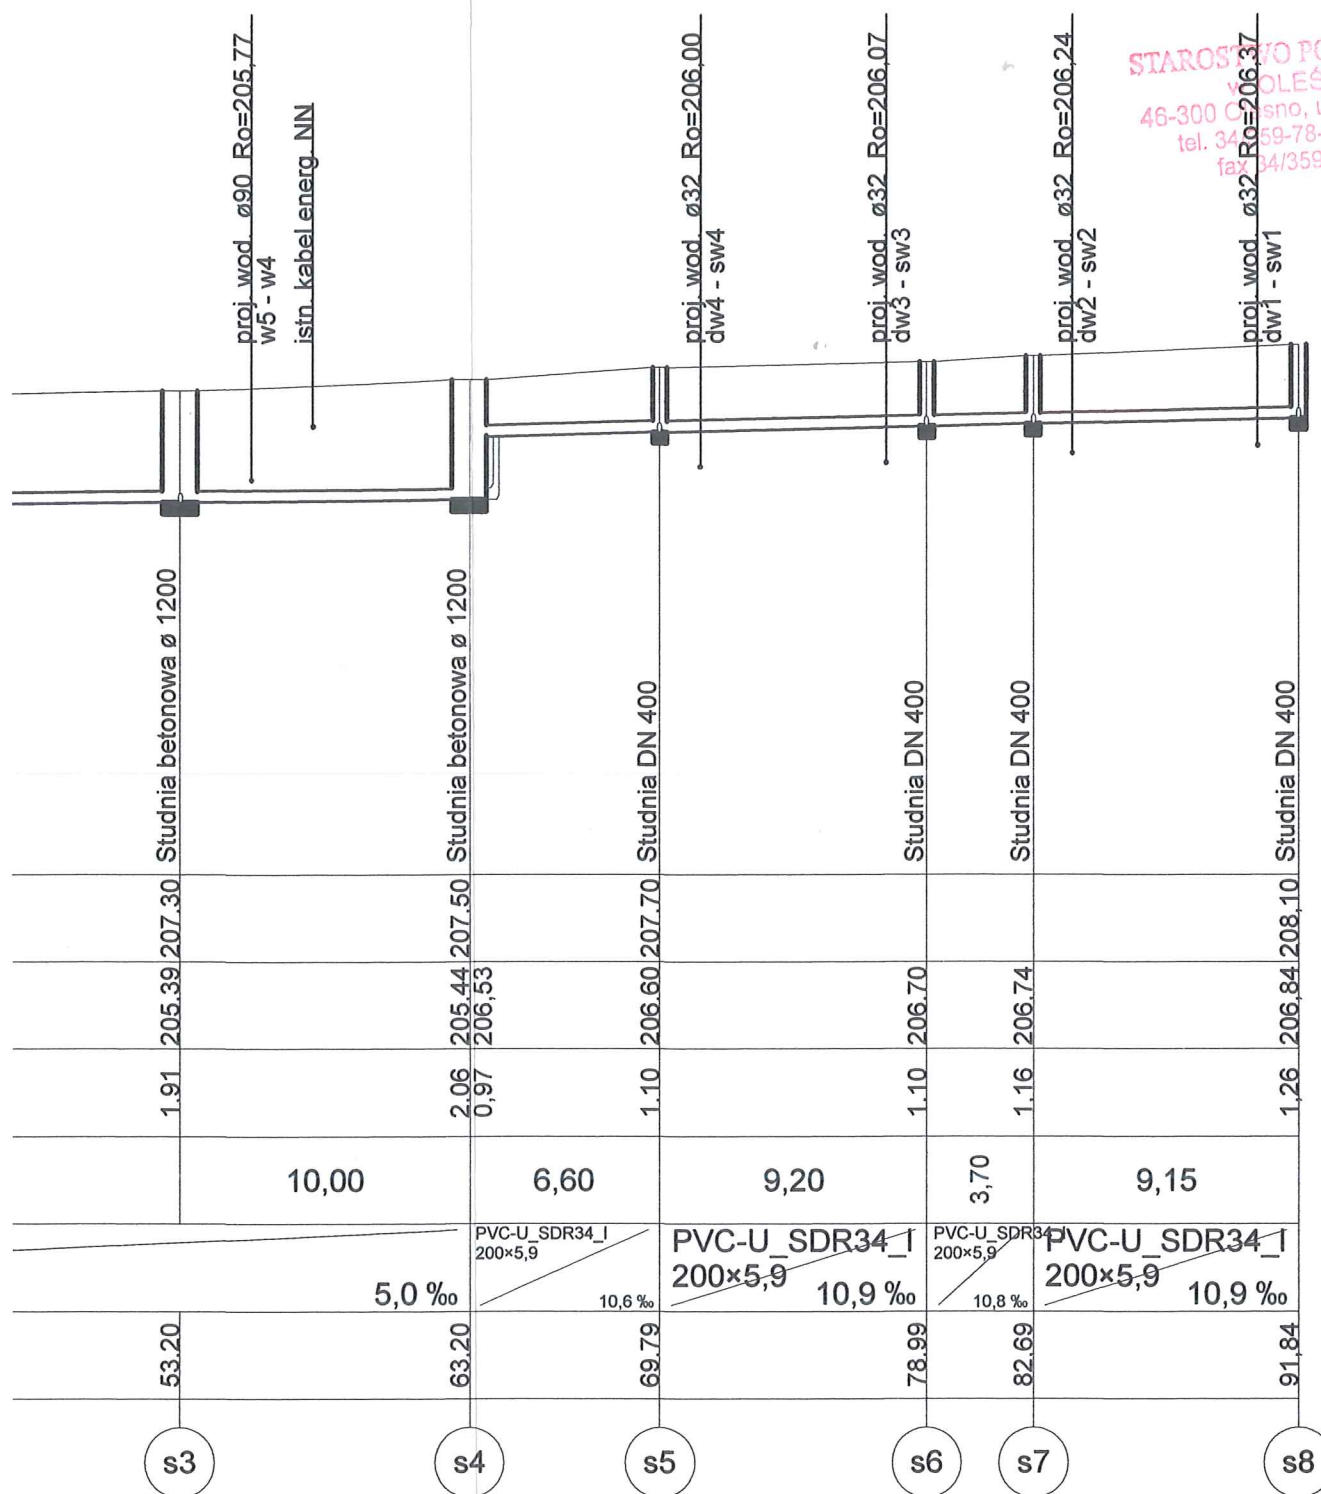 proj. wod. ø90 Ro=205,77
w5 - w4
istn. kabel energ. NN
proj. wod. ø32 Ro=206,00
dw4 - sw4
proj. wod. ø32 Ro=206,07
dw3 - sw3
proj. wod. ø32 Ro=206,24
dw2 - sw2
proj. wod. ø32 Ro=206,37
dw1 - sw1
STAROSTWO
46-300 Olesno,
tel. 34/359-78-
fax 34/359
Studnia betonowa ø 1200
Studnia betonowa ø 1200
Studnia DN 400
Studnia DN 400
Studnia DN 400
Studnia DN 400
207.30
207.50
207.70
208,10
205.39
205.44
206,53
206.60
206.70
206.74
206,84
1.91
2.06
0,97
1.10
1.10
1.16
1,26
10,00
6,60
9,20
3,70
9,15
5,0 ‰
PVC-U_SDR34_I
200×5,9
10,6 ‰
PVC-U_SDR34_I
200×5,9
10,9 ‰
PVC-U_SDR34_I
200×5,9
10,8 ‰
PVC-U_SDR34_I
200×5,9
10,9 ‰
53.20
63.20
69.79
78.99
82.69
91,84
s3
s4
s5
s6
s7
s8